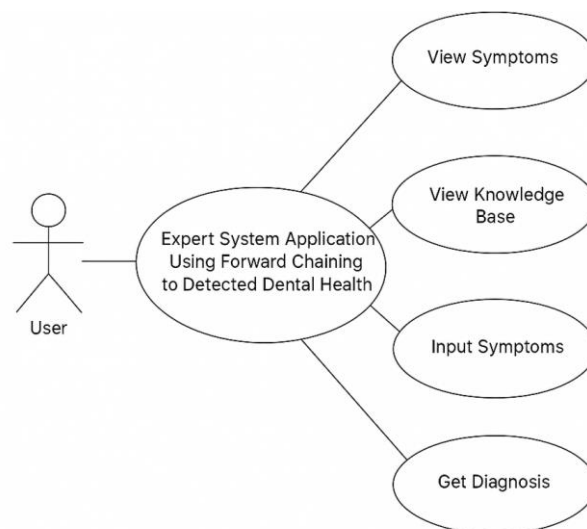 View Symptoms
View Knowledge
Base
Expert System Application
Using Forward Chaining
to Detected Dental Health
User
Input Symptoms
Get Diagnosis